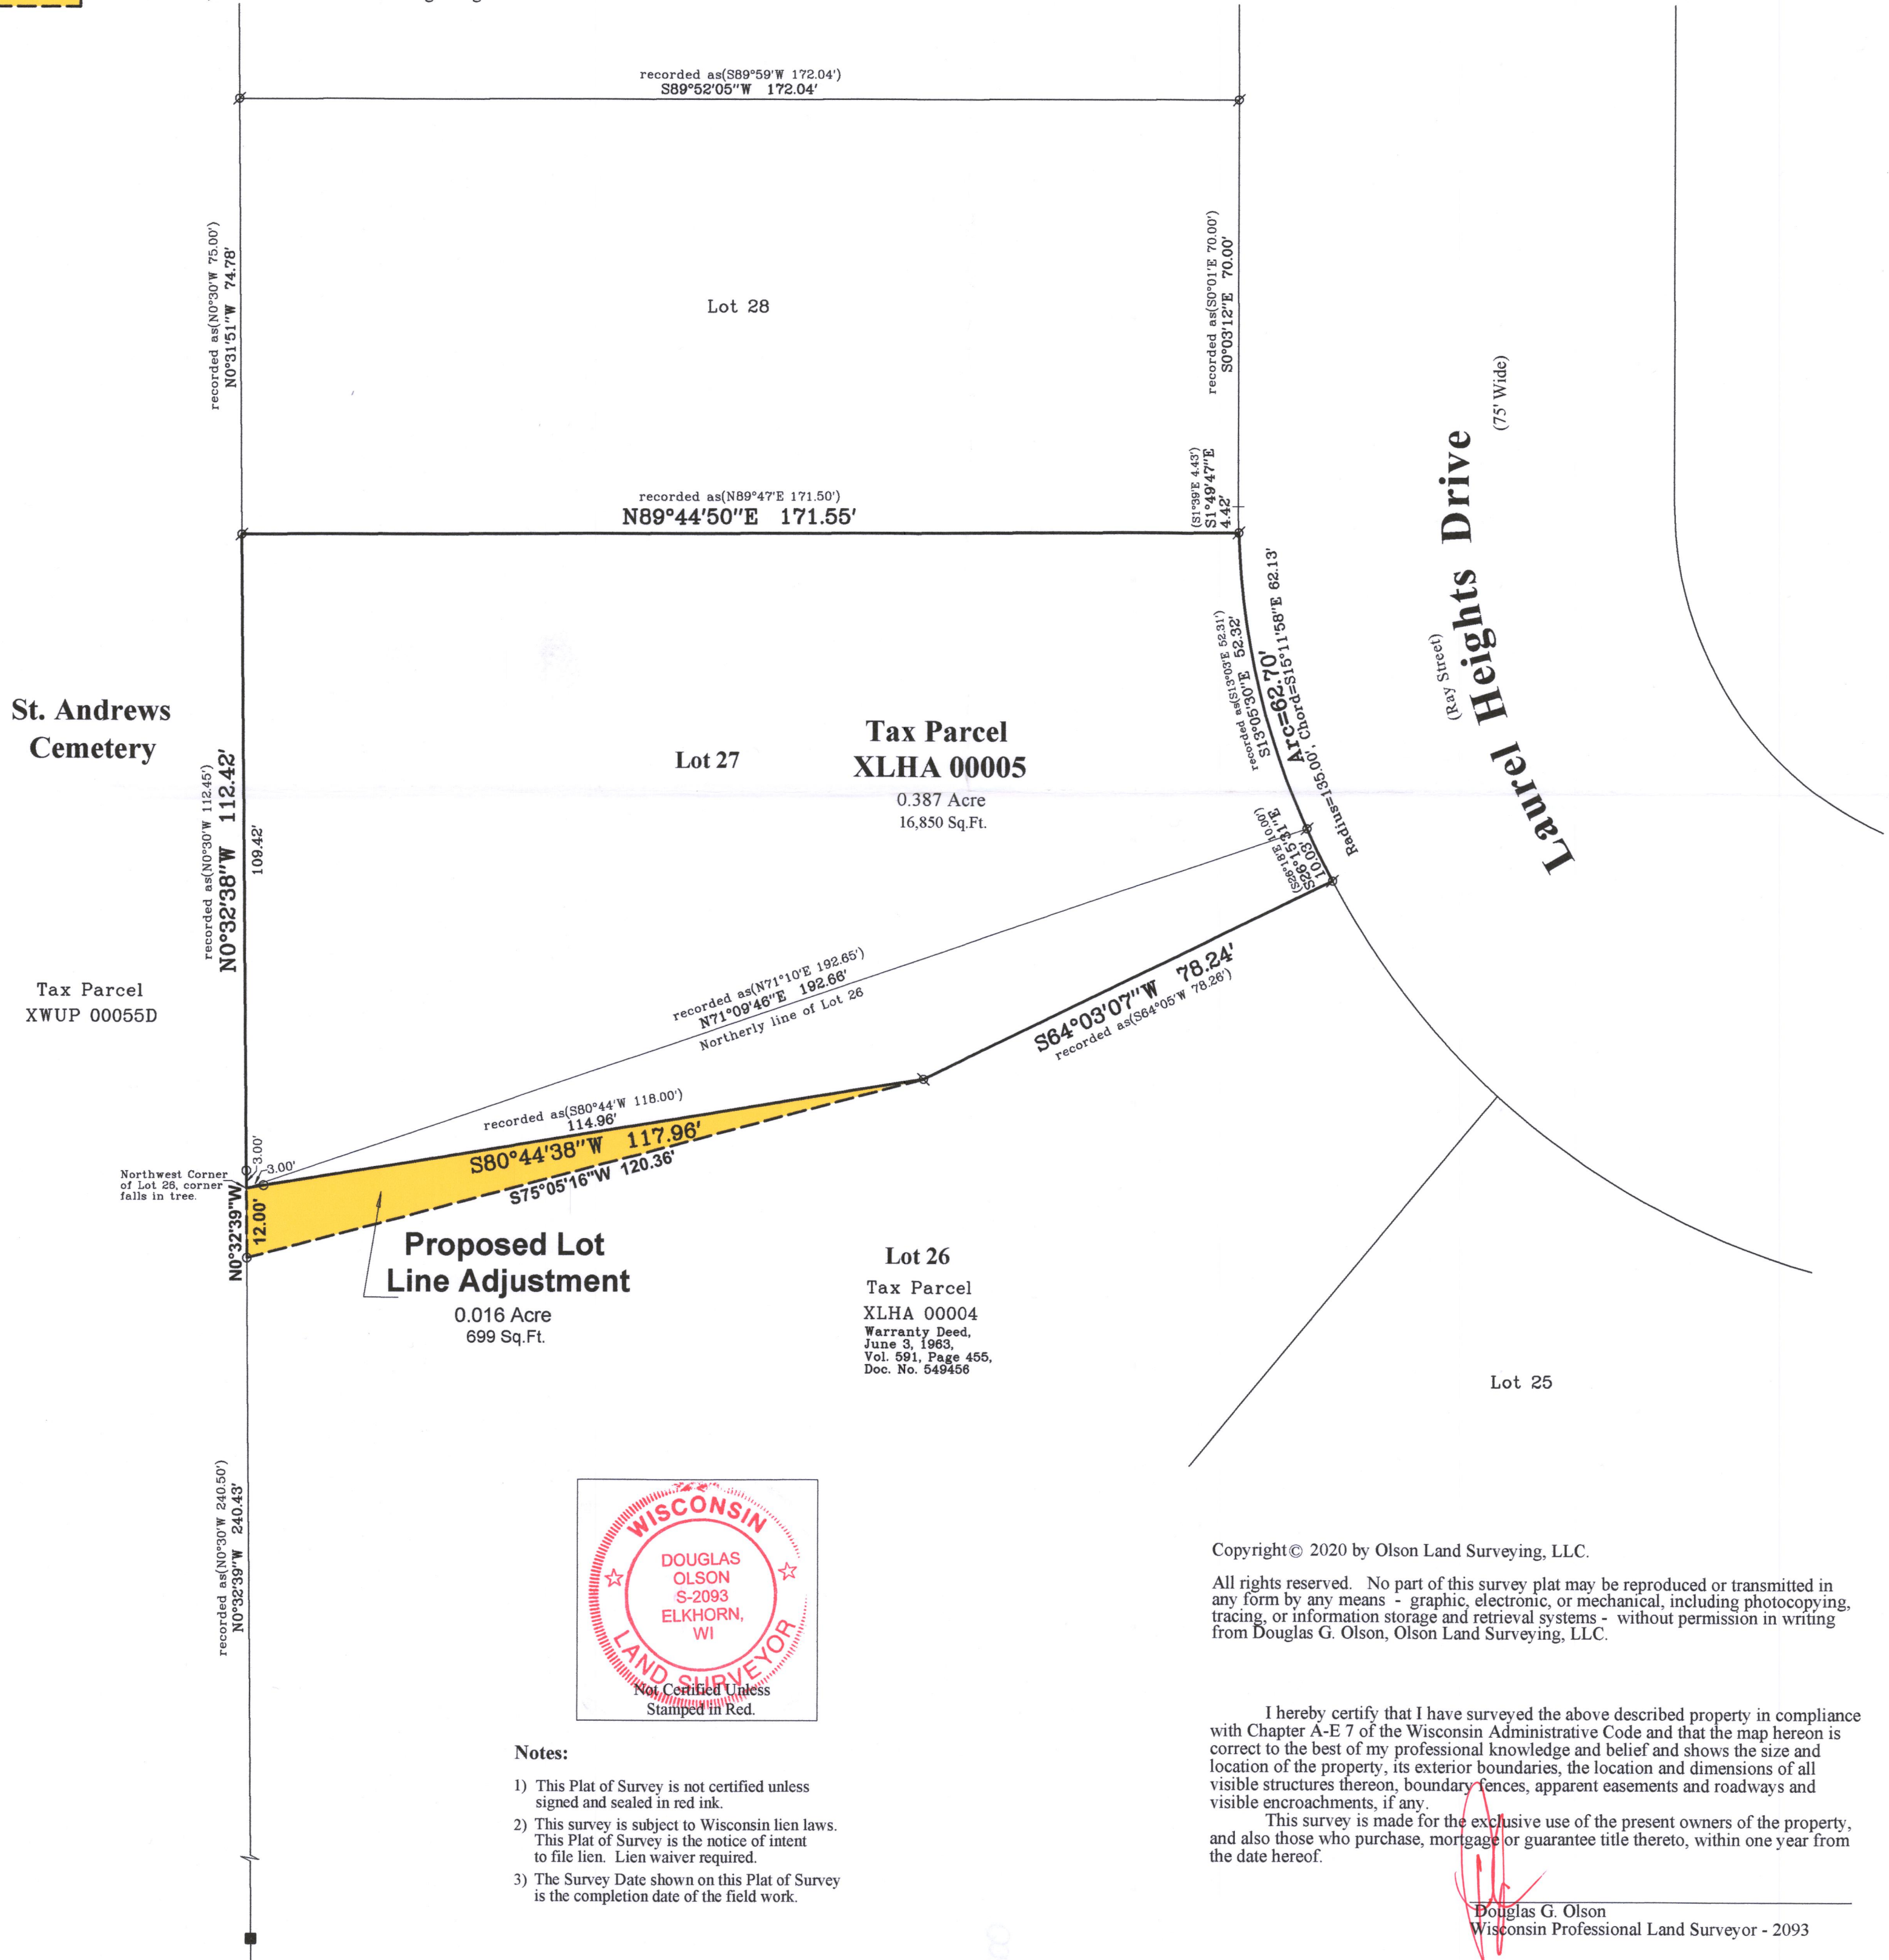 recorded as(S89°59'W 172.04')
S89°52'05"W 172.04'
recorded as(N0°30'W 75.00')
N0°31'51"W 74.78'
Lot 28
recorded as(S0°01'E 70.00')
S0°03'12"E 70.00'
(75' Wide)
(S1°39'E 4.43')
S1°49'47"E
4.42'
recorded as(N89°47'E 171.50')
N89°44'50"E 171.55'
Laurel Heights Drive
(Ray Street)
recorded as(S13°03'E 52.31')
S13°05'30"E 52.32'
Arc=62.70'
Radius=135.00', Chord=S15°11'58"E 62.13'
St. Andrews
Cemetery
Lot 27
Tax Parcel
XLHA 00005
0.387 Acre
16,850 Sq.Ft.
recorded as(N0°30'W 112.45')
N0°32'38"W 112.42'
109.42'
(S26°18'E 10.00')
S26°15'31"E
10.03'
Tax Parcel
XWUP 00055D
recorded as(N71°10'E 192.65')
N71°09'46"E 192.66'
Northerly line of Lot 26
S64°03'07"W 78.24'
recorded as(S64°05'W 78.26')
recorded as(S80°44'W 118.00')
114.96'
S80°44'38"W 117.96'
S75°05'16"W 120.36'
3.00'
3.00'
Northwest Corner
of Lot 26, corner
falls in tree.
N0°32'39"W
12.00'
Proposed Lot
Line Adjustment
0.016 Acre
699 Sq.Ft.
Lot 26
Tax Parcel
XLHA 00004
Warranty Deed,
June 3, 1963,
Vol. 591, Page 455,
Doc. No. 549456
Lot 25
recorded as(N0°30'W 240.50')
N0°32'39"W 240.43'
WISCONSIN
DOUGLAS
OLSON
S-2093
ELKHORN,
WI
LAND SURVEYOR
Not Certified Unless
Stamped in Red.
Notes:
1) This Plat of Survey is not certified unless
signed and sealed in red ink.
2) This survey is subject to Wisconsin lien laws.
This Plat of Survey is the notice of intent
to file lien. Lien waiver required.
3) The Survey Date shown on this Plat of Survey
is the completion date of the field work.
Copyright© 2020 by Olson Land Surveying, LLC.
All rights reserved. No part of this survey plat may be reproduced or transmitted in
any form by any means - graphic, electronic, or mechanical, including photocopying,
tracing, or information storage and retrieval systems - without permission in writing
from Douglas G. Olson, Olson Land Surveying, LLC.
I hereby certify that I have surveyed the above described property in compliance
with Chapter A-E 7 of the Wisconsin Administrative Code and that the map hereon is
correct to the best of my professional knowledge and belief and shows the size and
location of the property, its exterior boundaries, the location and dimensions of all
visible structures thereon, boundary fences, apparent easements and roadways and
visible encroachments, if any.
This survey is made for the exclusive use of the present owners of the property,
and also those who purchase, mortgage or guarantee title thereto, within one year from
the date hereof.
Douglas G. Olson
Wisconsin Professional Land Surveyor - 2093